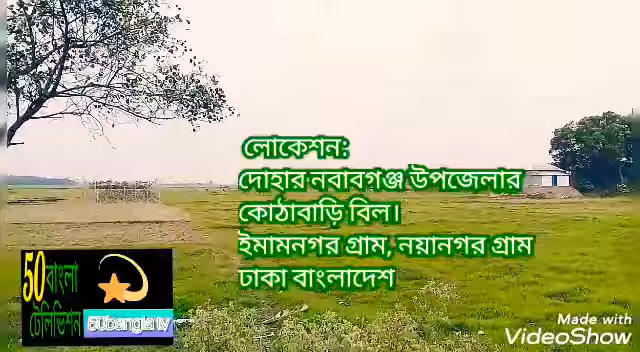 লোকেশন:
দোহার নবাবগঞ্জ উপজেলার
কোঠাবাড়ি বিল।
ইমামনগর গ্রাম, নয়ানগর গ্রাম
ঢাকা বাংলাদেশ
50 বাংলা
টেলিভিশন
50bangla tv
Made with
VideoShow